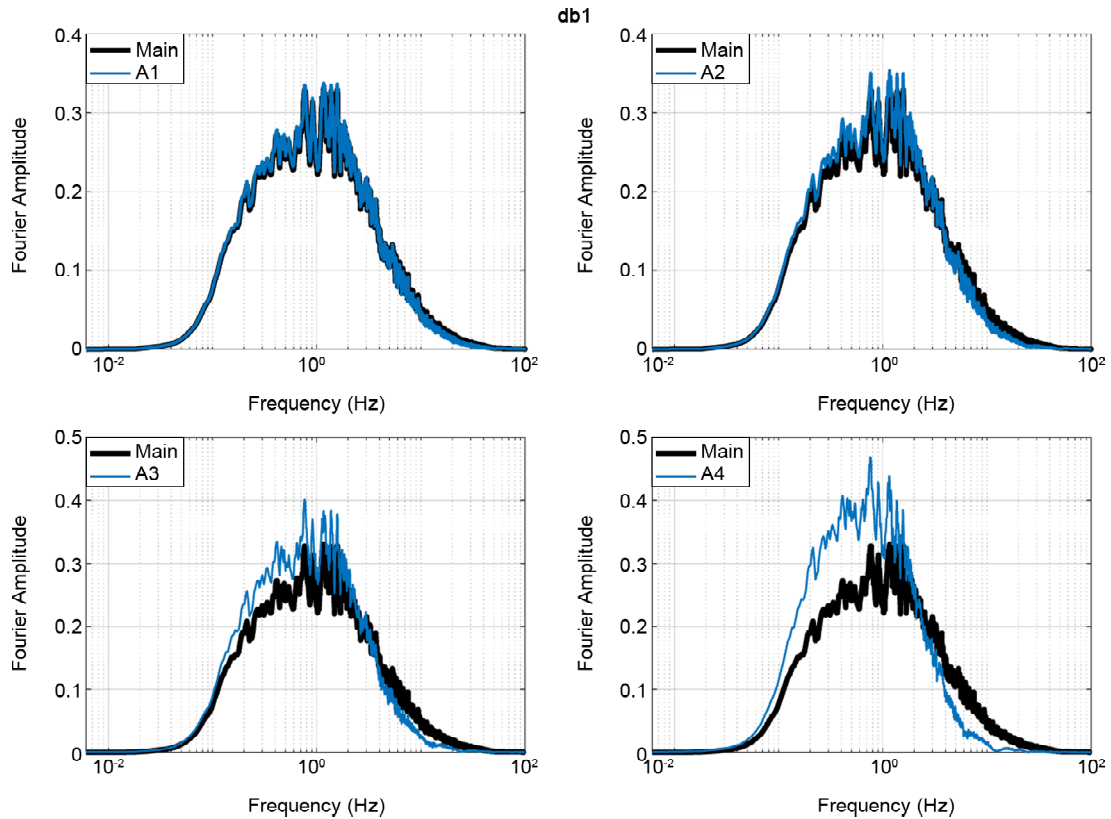 db1
Main
A1
Fourier Amplitude
0.4
0.3
0.2
0.1
0
10⁻²
10⁰
10²
Frequency (Hz)
Main
A2
Fourier Amplitude
0.4
0.3
0.2
0.1
0
10⁻²
10⁰
10²
Frequency (Hz)
Main
A3
Fourier Amplitude
0.5
0.4
0.3
0.2
0.1
0
10⁻²
10⁰
10²
Frequency (Hz)
Main
A4
Fourier Amplitude
0.5
0.4
0.3
0.2
0.1
0
10⁻²
10⁰
10²
Frequency (Hz)